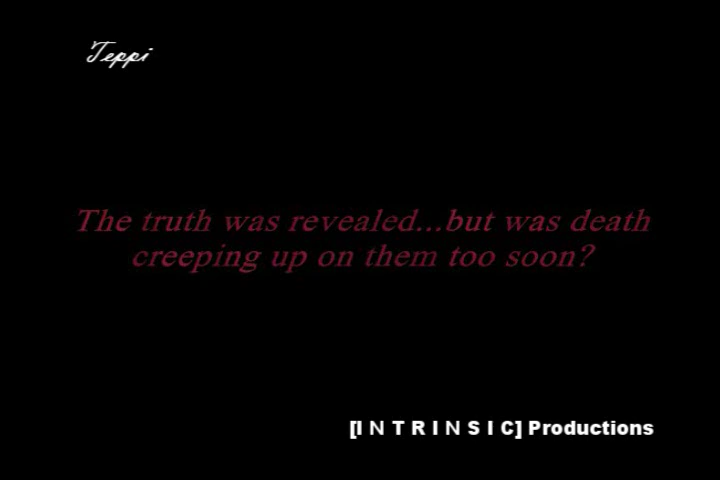 Teppi
The truth was revealed...but was death
creeping up on them too soon?
[I N T R I N S I C] Productions